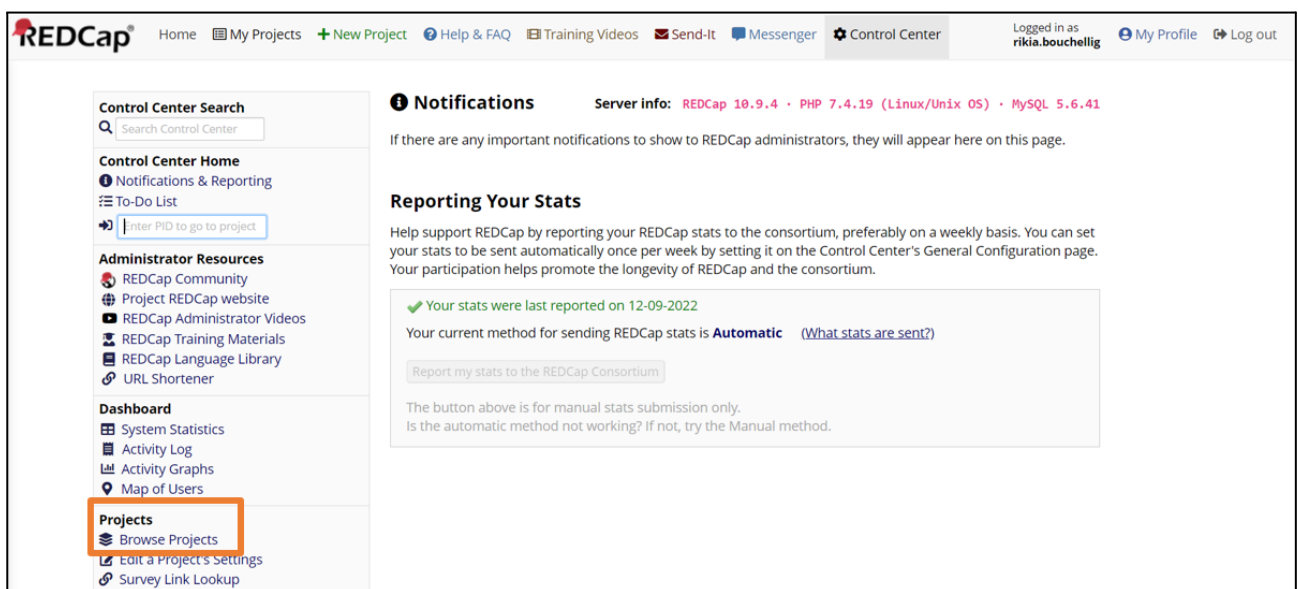 REDCap® Home My Projects + New Project Help & FAQ Training Videos Send-It Messenger Control Center Logged in as rikia.bouchellig My Profile Log out
Control Center Search
Search Control Center
Control Center Home
Notifications & Reporting
To-Do List
Enter PID to go to project
Administrator Resources
REDCap Community
Project REDCap website
REDCap Administrator Videos
REDCap Training Materials
REDCap Language Library
URL Shortener
Dashboard
System Statistics
Activity Log
Activity Graphs
Map of Users
Projects
Browse Projects
Edit a Project's Settings
Survey Link Lookup
Notifications Server info: REDCap 10.9.4 · PHP 7.4.19 (Linux/Unix OS) · MySQL 5.6.41
If there are any important notifications to show to REDCap administrators, they will appear here on this page.
Reporting Your Stats
Help support REDCap by reporting your REDCap stats to the consortium, preferably on a weekly basis. You can set
your stats to be sent automatically once per week by setting it on the Control Center's General Configuration page.
Your participation helps promote the longevity of REDCap and the consortium.
Your stats were last reported on 12-09-2022
Your current method for sending REDCap stats is Automatic (What stats are sent?)
Report my stats to the REDCap Consortium
The button above is for manual stats submission only.
Is the automatic method not working? If not, try the Manual method.